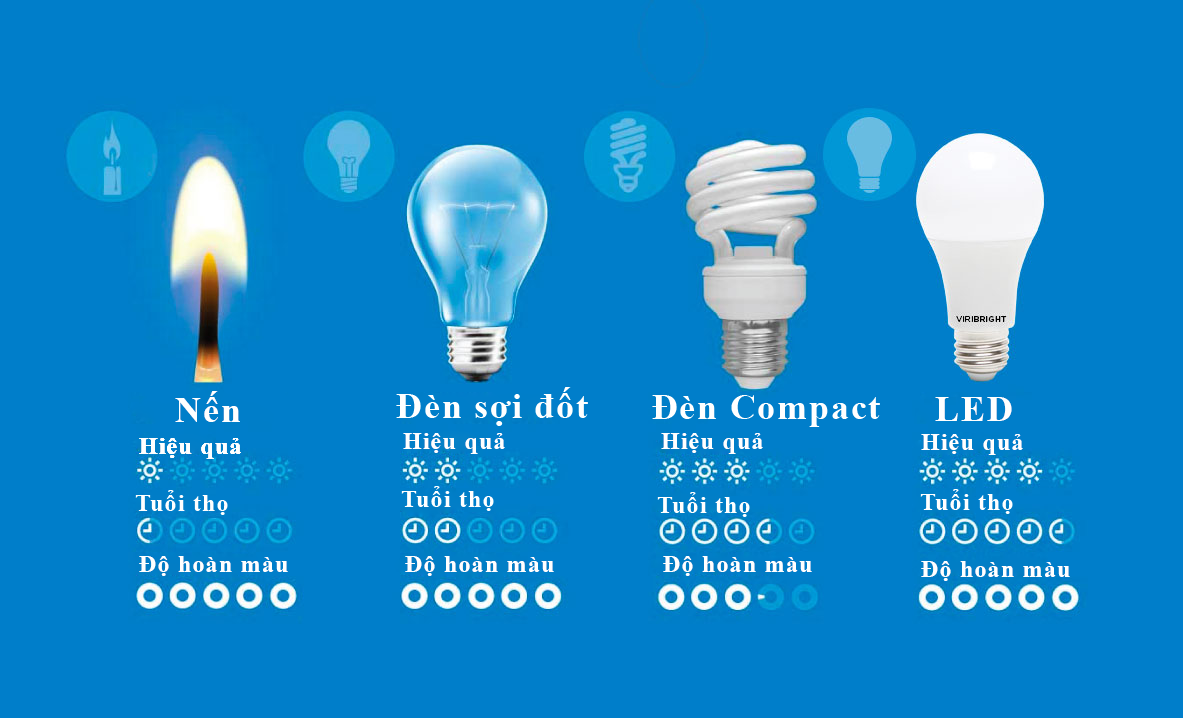 VIRIBRIGHT
Nến
Hiệu quả
Tuổi thọ
Độ hoàn màu
Đèn sợi đốt
Hiệu quả
Tuổi thọ
Độ hoàn màu
Đèn Compact
Hiệu quả
Tuổi thọ
Độ hoàn màu
LED
Hiệu quả
Tuổi thọ
Độ hoàn màu